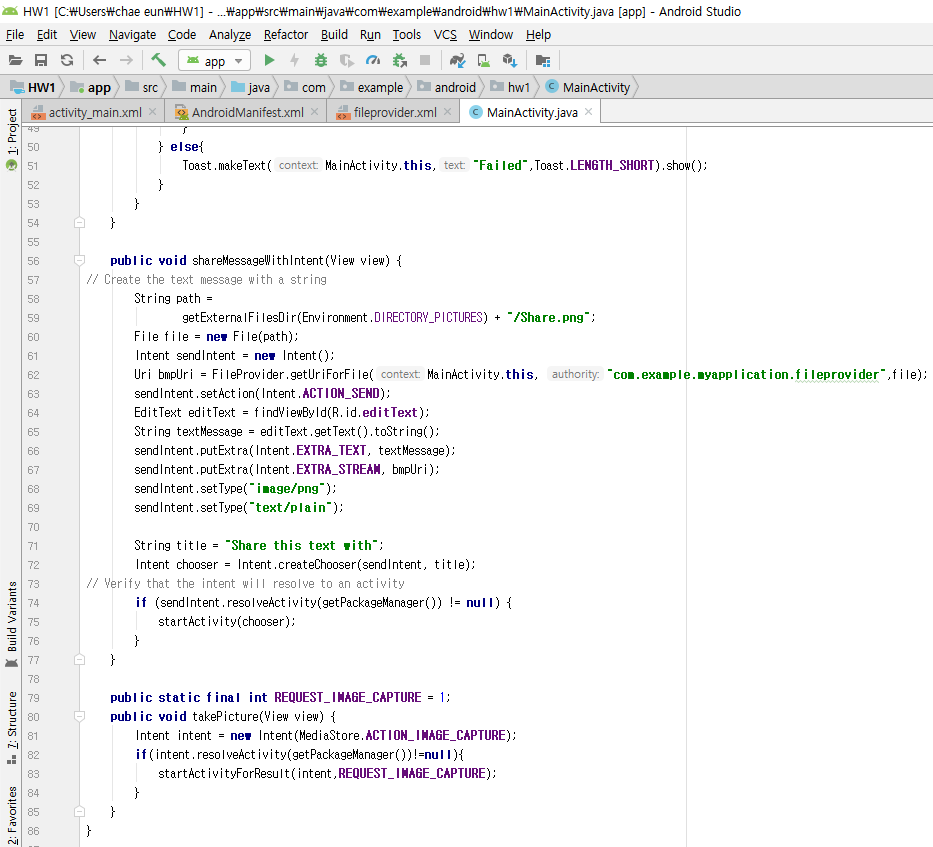 HW1 [C:₩Users₩chae eun₩HW1] - ...₩app₩src₩main₩java₩com₩example₩android₩hw1₩MainActivity.java [app] - Android Studio
File Edit View Navigate Code Analyze Refactor Build Run Tools VCS Window Help
app
HW1 app src main java com example android hw1 MainActivity
activity_main.xml AndroidManifest.xml fileprovider.xml MainActivity.java
1: Project
Build Variants
7: Structure
2: Favorites
49 }
50 } else{
51 Toast.makeText( context: MainActivity.this, text: "Failed",Toast.LENGTH_SHORT).show();
52 }
53 }
54 }
55
56 public void shareMessageWithIntent(View view) {
57 // Create the text message with a string
58 String path =
59 getExternalFilesDir(Environment.DIRECTORY_PICTURES) + "/Share.png";
60 File file = new File(path);
61 Intent sendIntent = new Intent();
62 Uri bmpUri = FileProvider.getUriForFile( context: MainActivity.this, authority: "com.example.myapplication.fileprovider",file);
63 sendIntent.setAction(Intent.ACTION_SEND);
64 EditText editText = findViewById(R.id.editText);
65 String textMessage = editText.getText().toString();
66 sendIntent.putExtra(Intent.EXTRA_TEXT, textMessage);
67 sendIntent.putExtra(Intent.EXTRA_STREAM, bmpUri);
68 sendIntent.setType("image/png");
69 sendIntent.setType("text/plain");
70
71 String title = "Share this text with";
72 Intent chooser = Intent.createChooser(sendIntent, title);
73 // Verify that the intent will resolve to an activity
74 if (sendIntent.resolveActivity(getPackageManager()) != null) {
75 startActivity(chooser);
76 }
77 }
78
79 public static final int REQUEST_IMAGE_CAPTURE = 1;
80 public void takePicture(View view) {
81 Intent intent = new Intent(MediaStore.ACTION_IMAGE_CAPTURE);
82 if(intent.resolveActivity(getPackageManager())!=null){
83 startActivityForResult(intent,REQUEST_IMAGE_CAPTURE);
84 }
85 }
86 }